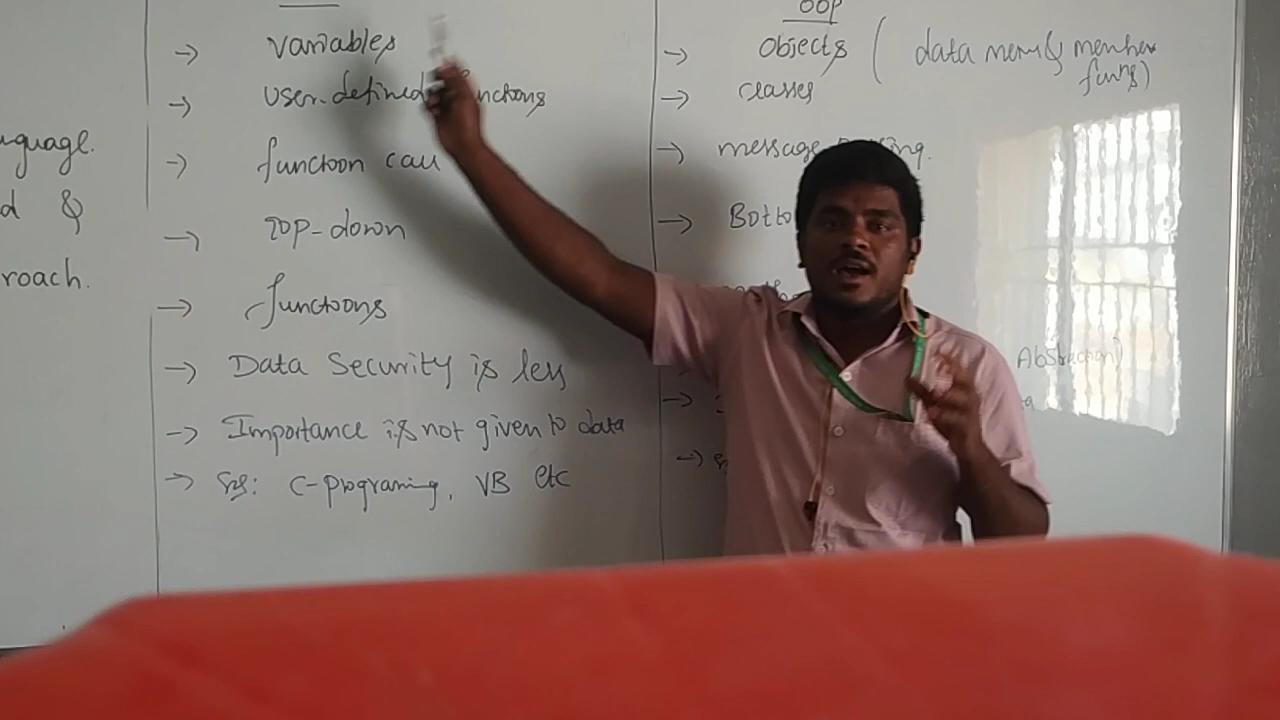 nguage.
d &
roach.
→ variables
→ user-defined functions
→ function call
→ Top-down
→ functions
→ Data Security is less
→ Importance is not given to data
→ Eg: C-programing, VB etc
OOP
→ Objects ( data mem & member
funs)
→ classes
→ message
→ Botto
Abstraction)